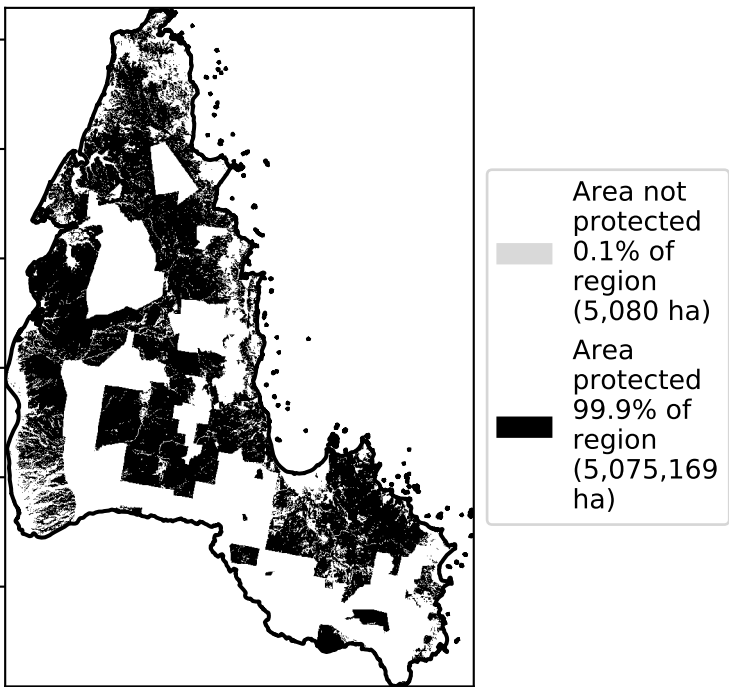 Area not
protected
0.1% of
region
(5,080 ha)
Area
protected
99.9% of
region
(5,075,169
ha)